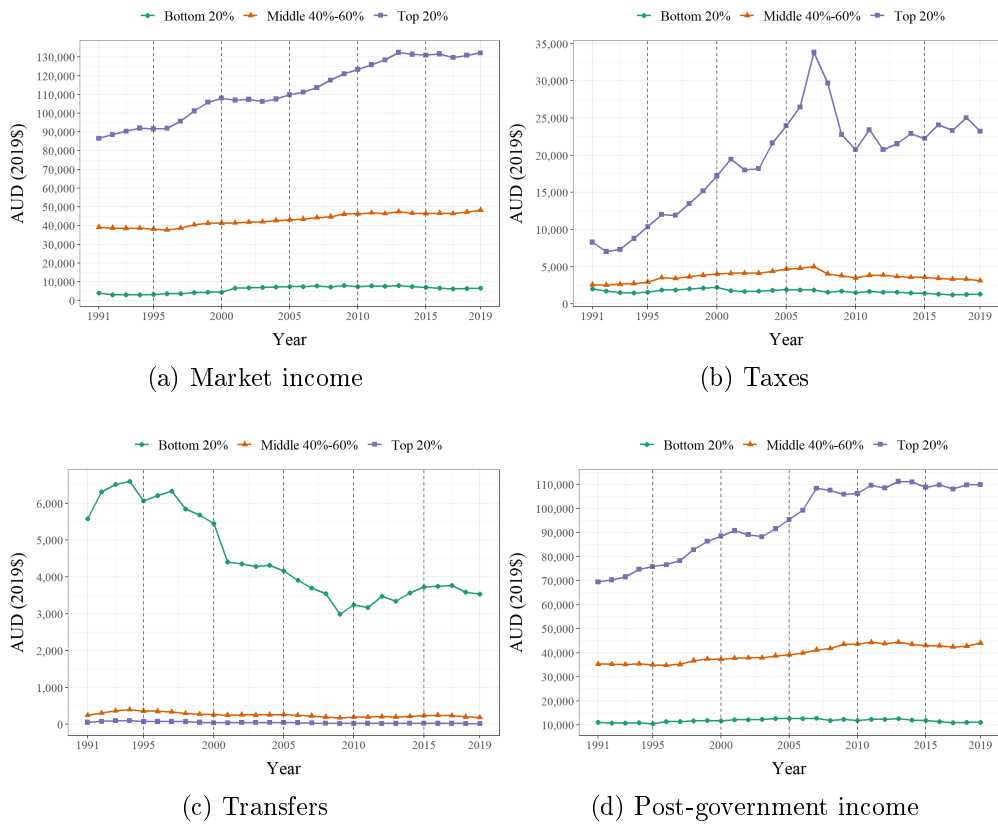 Bottom 20% Middle 40%-60% Top 20%
130,000
120,000
110,000
100,000
90,000
80,000
70,000
60,000
50,000
40,000
30,000
20,000
10,000
0
AUD (2019$)
1991 1995 2000 2005 2010 2015 2019
Year
(a) Market income
Bottom 20% Middle 40%-60% Top 20%
35,000
30,000
25,000
20,000
15,000
10,000
5,000
0
AUD (2019$)
1991 1995 2000 2005 2010 2015 2019
Year
(b) Taxes
Bottom 20% Middle 40%-60% Top 20%
6,000
5,000
4,000
3,000
2,000
1,000
0
AUD (2019$)
1991 1995 2000 2005 2010 2015 2019
Year
(c) Transfers
Bottom 20% Middle 40%-60% Top 20%
110,000
100,000
90,000
80,000
70,000
60,000
50,000
40,000
30,000
20,000
10,000
AUD (2019$)
1991 1995 2000 2005 2010 2015 2019
Year
(d) Post-government income